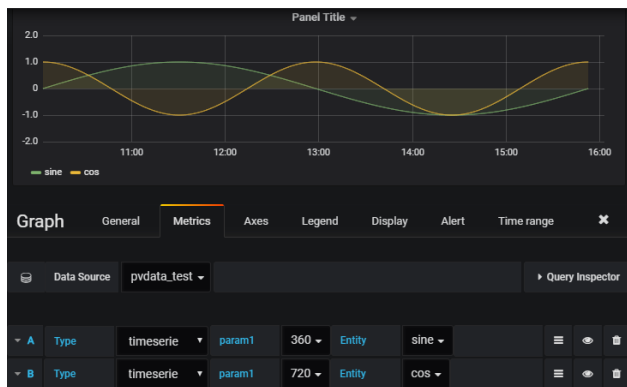 Panel Title
2.0
1.0
0
-1.0
-2.0
11:00 12:00 13:00 14:00 15:00 16:00
sine cos
Graph General Metrics Axes Legend Display Alert Time range
Data Source pvdata_test Query Inspector
A Type timeserie param1 360 Entity sine
B Type timeserie param1 720 Entity cos